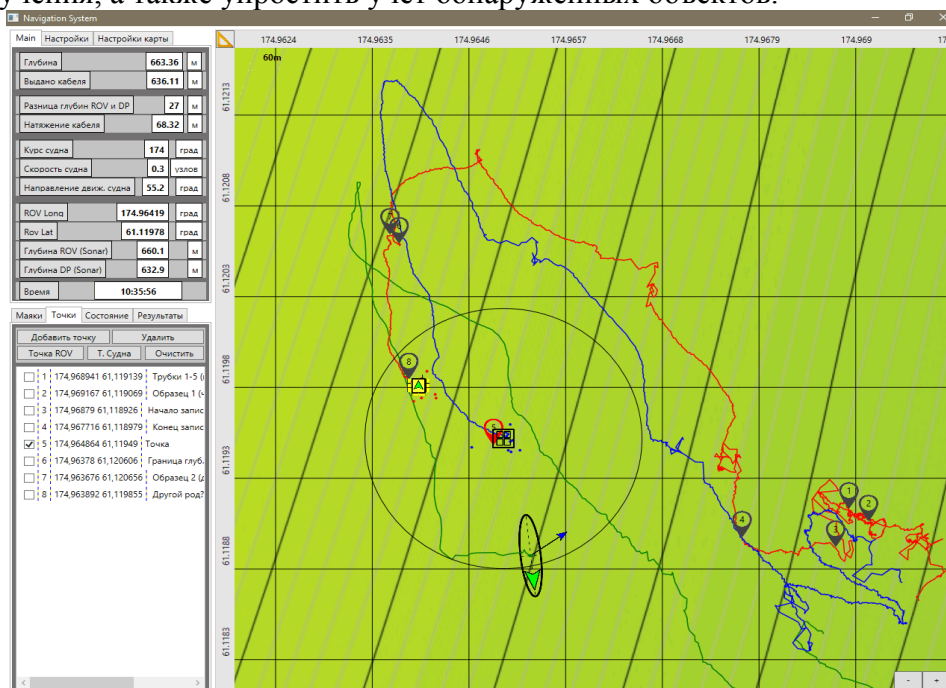 учения, а также упростить учет обнаруженных объектов.
Navigation System
Main Настройки Настройки карты
Глубина 663.36 м
Выдано кабеля 636.11 м
Разница глубин ROV и DP 27 м
Натяжение кабеля 68.32 м
Курс судна 174 град
Скорость судна 0.3 узлов
Направление движ. судна 55.2 град
ROV Long 174.96419 град
Rov Lat 61.11978 град
Глубина ROV (Sonar) 660.1 м
Глубина DP (Sonar) 632.9 м
Время 10:35:56
Маяки Точки Состояние Результаты
Добавить точку Удалить
Точка ROV Т. Судна Очистить
1 174,968941 61,119139 Трубки 1-5 (
2 174,969167 61,119069 Образец 1 (ч
3 174,96879 61,118926 Начало запис
4 174,967716 61,118979 Конец запис
5 174,964864 61,11949 Точка
6 174,96378 61,120606 Граница глуб.
7 174,963676 61,120656 Образец 2 (д
8 174,963892 61,119855 Другой род?
174.9624 174.9635 174.9646 174.9657 174.9668 174.9679 174.969 17
60m
61.1213
61.1208
61.1203
61.1198
61.1193
61.1188
61.1183
7
6
8
5
1
2
3
4
- +